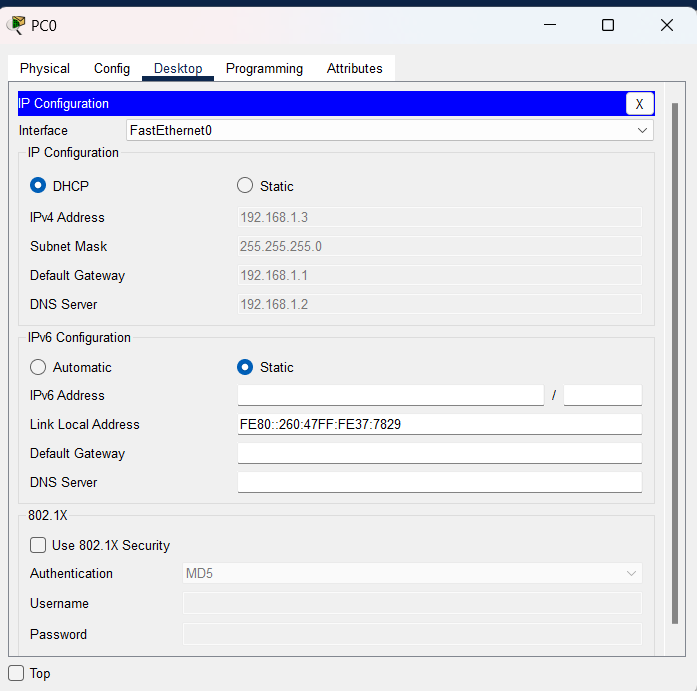 PC0
Physical Config Desktop Programming Attributes
IP Configuration X
Interface FastEthernet0
IP Configuration
DHCP Static
IPv4 Address 192.168.1.3
Subnet Mask 255.255.255.0
Default Gateway 192.168.1.1
DNS Server 192.168.1.2
IPv6 Configuration
Automatic Static
IPv6 Address /
Link Local Address FE80::260:47FF:FE37:7829
Default Gateway
DNS Server
802.1X
Use 802.1X Security
Authentication MD5
Username
Password
Top